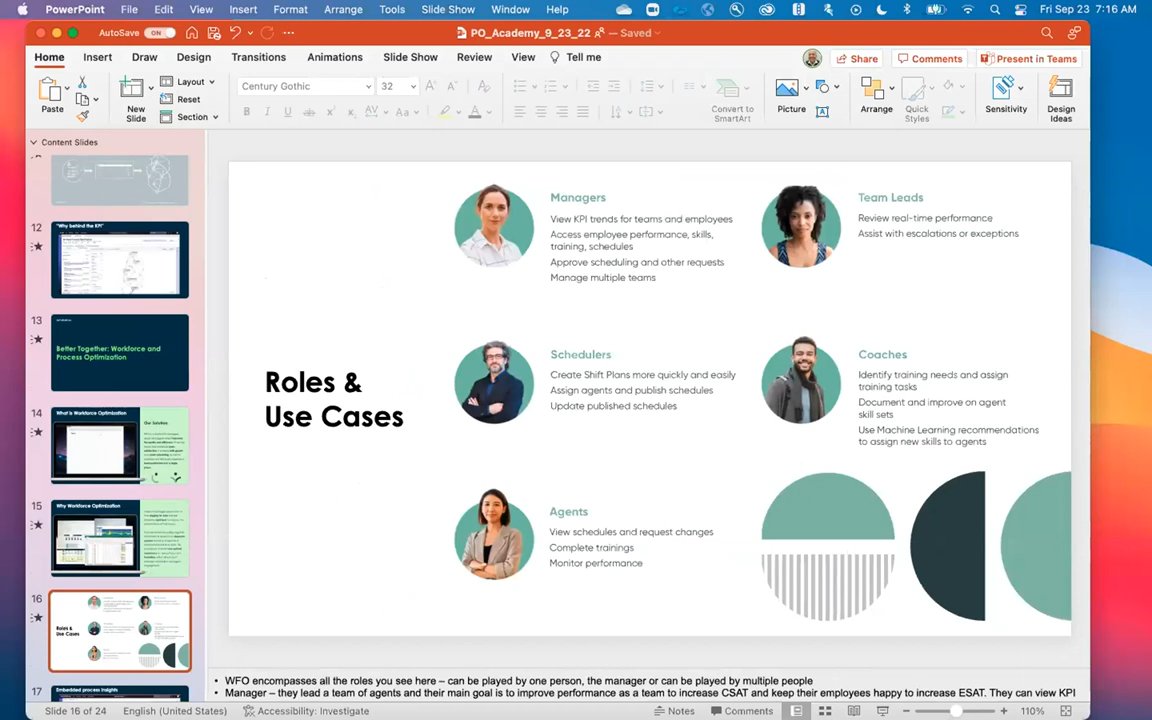 PowerPoint File Edit View Insert Format Arrange Tools Slide Show Window Help Fri Sep 23 7:16 AM
AutoSave ON PO_Academy_9_23_22 — Saved
Home Insert Draw Design Transitions Animations Slide Show Review View Tell me Share Comments Present in Teams
Paste New Slide Layout Reset Section Century Gothic 32 Convert to SmartArt Picture Arrange Quick Styles Sensitivity Design Ideas
Content Slides
12
"Why behind the KPI"
13
Better Together: Workforce and
Process Optimization
14
What is Workforce Optimization
Our Solution
15
Why Workforce Optimization
16
Roles &
Use Cases
17
Embedded process Insights
Roles &
Use Cases
Managers
View KPI trends for teams and employees
Access employee performance, skills,
training, schedules
Approve scheduling and other requests
Manage multiple teams
Team Leads
Review real-time performance
Assist with escalations or exceptions
Schedulers
Create Shift Plans more quickly and easily
Assign agents and publish schedules
Update published schedules
Coaches
Identify training needs and assign
training tasks
Document and improve on agent
skill sets
Use Machine Learning recommendations
to assign new skills to agents
Agents
View schedules and request changes
Complete trainings
Monitor performance
• WFO encompasses all the roles you see here – can be played by one person, the manager or can be played by multiple people
• Manager – they lead a team of agents and their main goal is to improve performance as a team to increase CSAT and keep their employees happy to increase ESAT. They can view KPI
Slide 16 of 24 English (United States) Accessibility: Investigate Notes Comments 110%